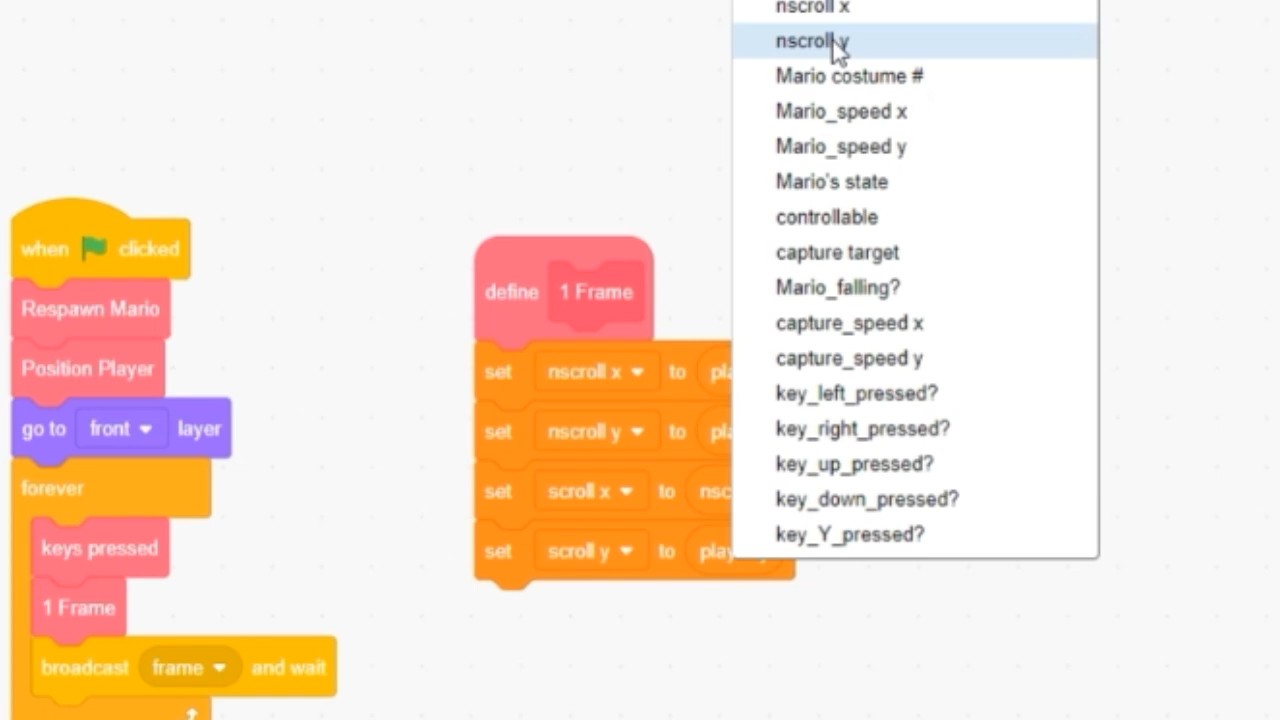 nscroll x
nscroll y
Mario costume #
Mario_speed x
Mario_speed y
Mario's state
controllable
capture target
Mario_falling?
capture_speed x
capture_speed y
key_left_pressed?
key_right_pressed?
key_up_pressed?
key_down_pressed?
key_Y_pressed?
when clicked
Respawn Mario
Position Player
go to front layer
forever
keys pressed
1 Frame
broadcast frame and wait
define 1 Frame
set nscroll x to
set nscroll y to
set scroll x to
set scroll y to